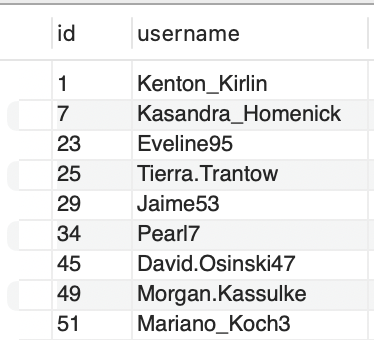 id username
1 Kenton_Kirlin
7 Kasandra_Homenick
23 Eveline95
25 Tierra.Trantow
29 Jaime53
34 Pearl7
45 David.Osinski47
49 Morgan.Kassulke
51 Mariano_Koch3